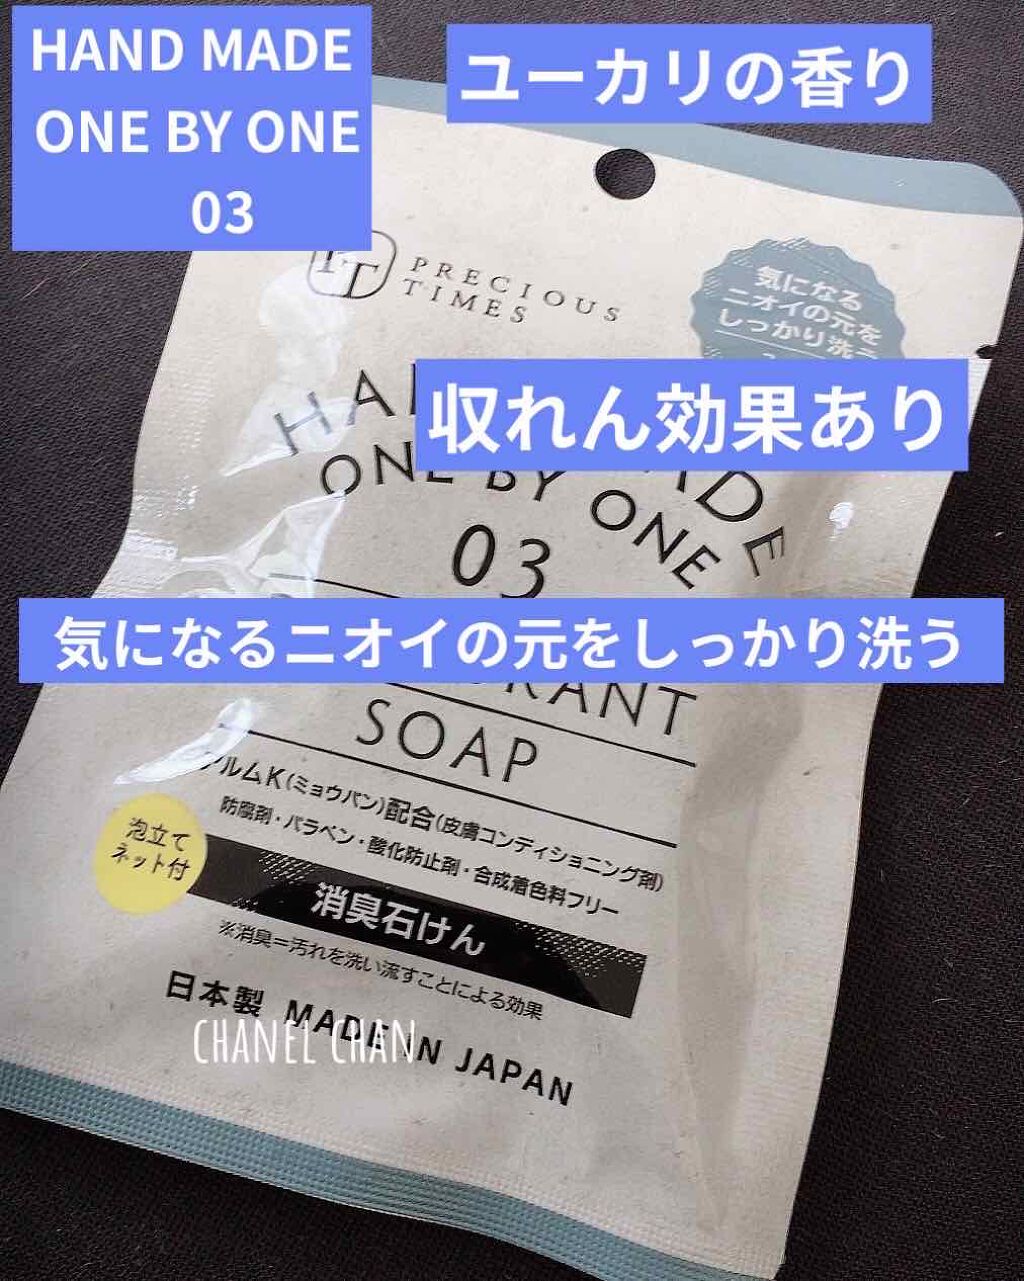 HAND MADE
ONE BY ONE
03
ユーカリの香り
PRECIOUS
TIMES
気になる
ニオイの元を
しっかり洗う
収れん効果あり
ONE BY ONE
03
気になるニオイの元をしっかり洗う
SOAP
アルムK(ミョウバン)配合(皮膚コンディショニング剤)
防腐剤・パラベン・酸化防止剤・合成着色料フリー
泡立て
ネット付
消臭石けん
※消臭=汚れを洗い流すことによる効果
日本製 MADE IN JAPAN
CHANEL CHAN